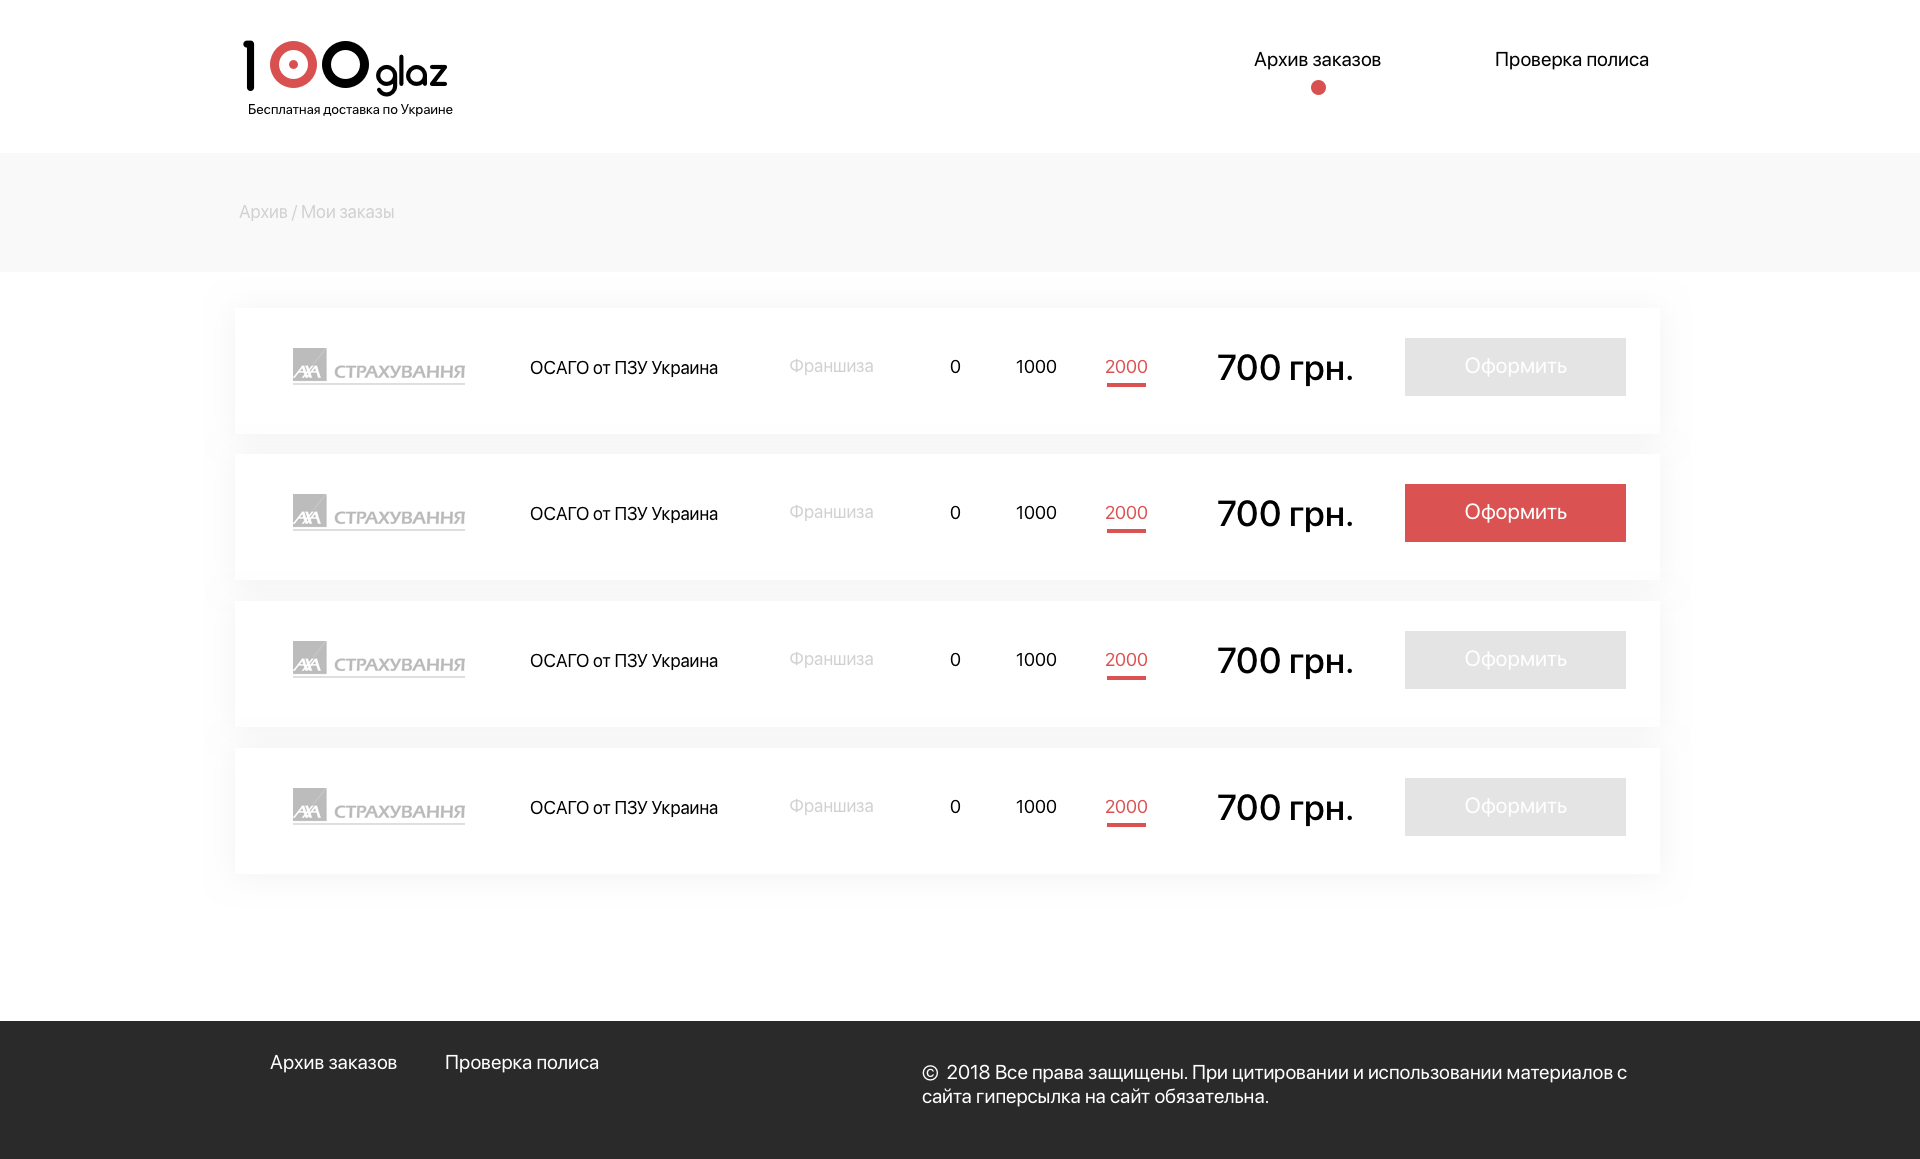 100 glaz
Бесплатная доставка по Украине
Архив заказов
Проверка полиса
Архив / Мои заказы
AXA СТРАХУВАННЯ
ОСАГО от ПЗУ Украина
Франшиза
0
1000
2000
700 грн.
Оформить
AXA СТРАХУВАННЯ
ОСАГО от ПЗУ Украина
Франшиза
0
1000
2000
700 грн.
Оформить
AXA СТРАХУВАННЯ
ОСАГО от ПЗУ Украина
Франшиза
0
1000
2000
700 грн.
Оформить
AXA СТРАХУВАННЯ
ОСАГО от ПЗУ Украина
Франшиза
0
1000
2000
700 грн.
Оформить
Архив заказов
Проверка полиса
© 2018 Все права защищены. При цитировании и использовании материалов с
сайта гиперсылка на сайт обязательна.